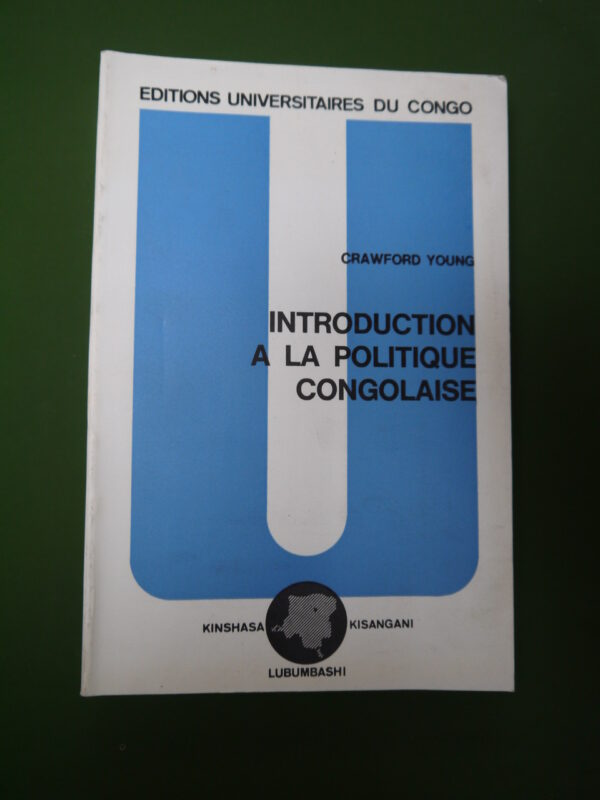 EDITIONS UNIVERSITAIRES DU CONGO
CRAWFORD YOUNG
INTRODUCTION
A LA POLITIQUE
CONGOLAISE
KINSHASA
KISANGANI
LUBUMBASHI